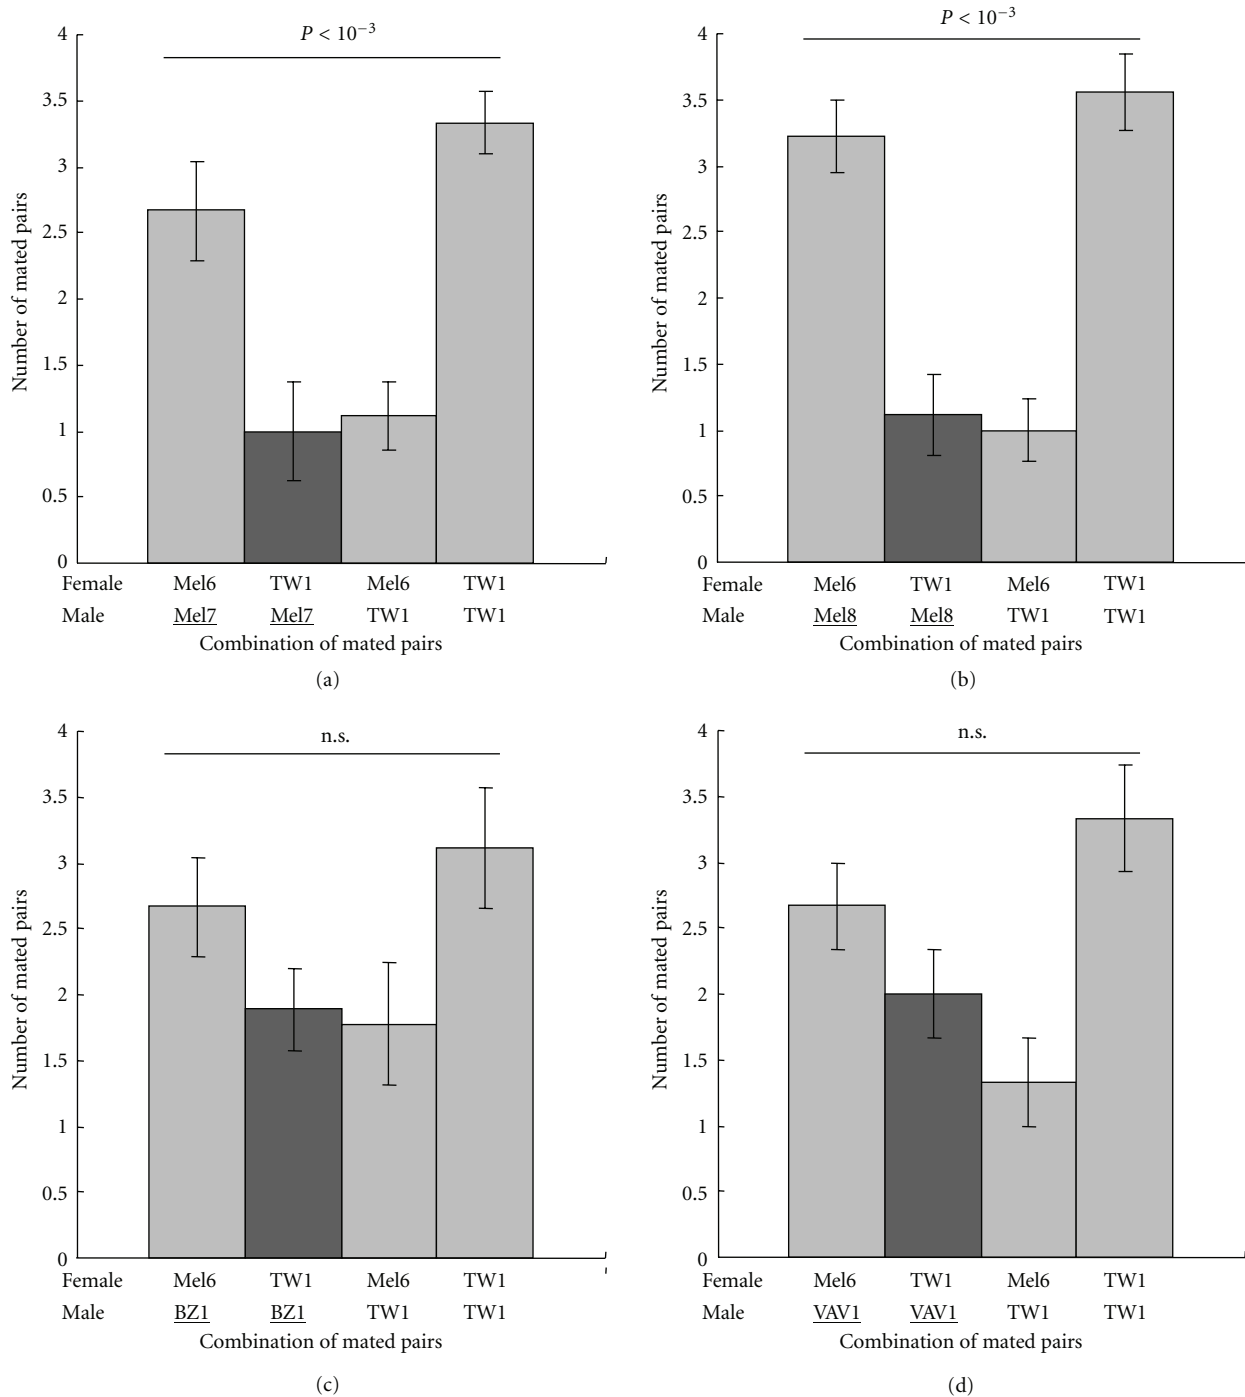 P < 10−3
4
3.5
3
2.5
2
1.5
1
0.5
0
Number of mated pairs
Female Mel6 TW1 Mel6 TW1
Male Mel7 Mel7 TW1 TW1
Combination of mated pairs
(a)
P < 10−3
4
3.5
3
2.5
2
1.5
1
0.5
0
Number of mated pairs
Female Mel6 TW1 Mel6 TW1
Male Mel8 Mel8 TW1 TW1
Combination of mated pairs
(b)
n.s.
4
3.5
3
2.5
2
1.5
1
0.5
0
Number of mated pairs
Female Mel6 TW1 Mel6 TW1
Male BZ1 BZ1 TW1 TW1
Combination of mated pairs
(c)
n.s.
4
3.5
3
2.5
2
1.5
1
0.5
0
Number of mated pairs
Female Mel6 TW1 Mel6 TW1
Male VAV1 VAV1 TW1 TW1
Combination of mated pairs
(d)